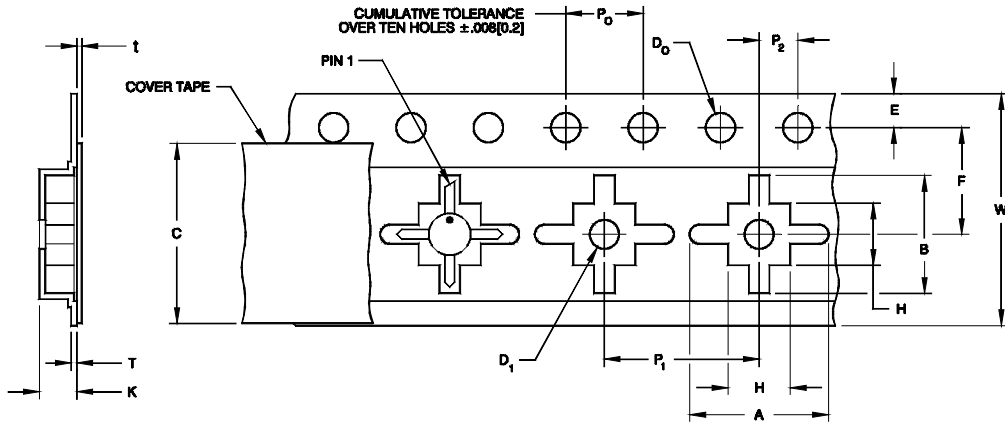 CUMULATIVE TOLERANCE
OVER TEN HOLES ±.008[0.2]
P0
D0
P2
t
PIN 1
COVER TAPE
E
F
W
C
B
H
T
K
D1
P1
H
A